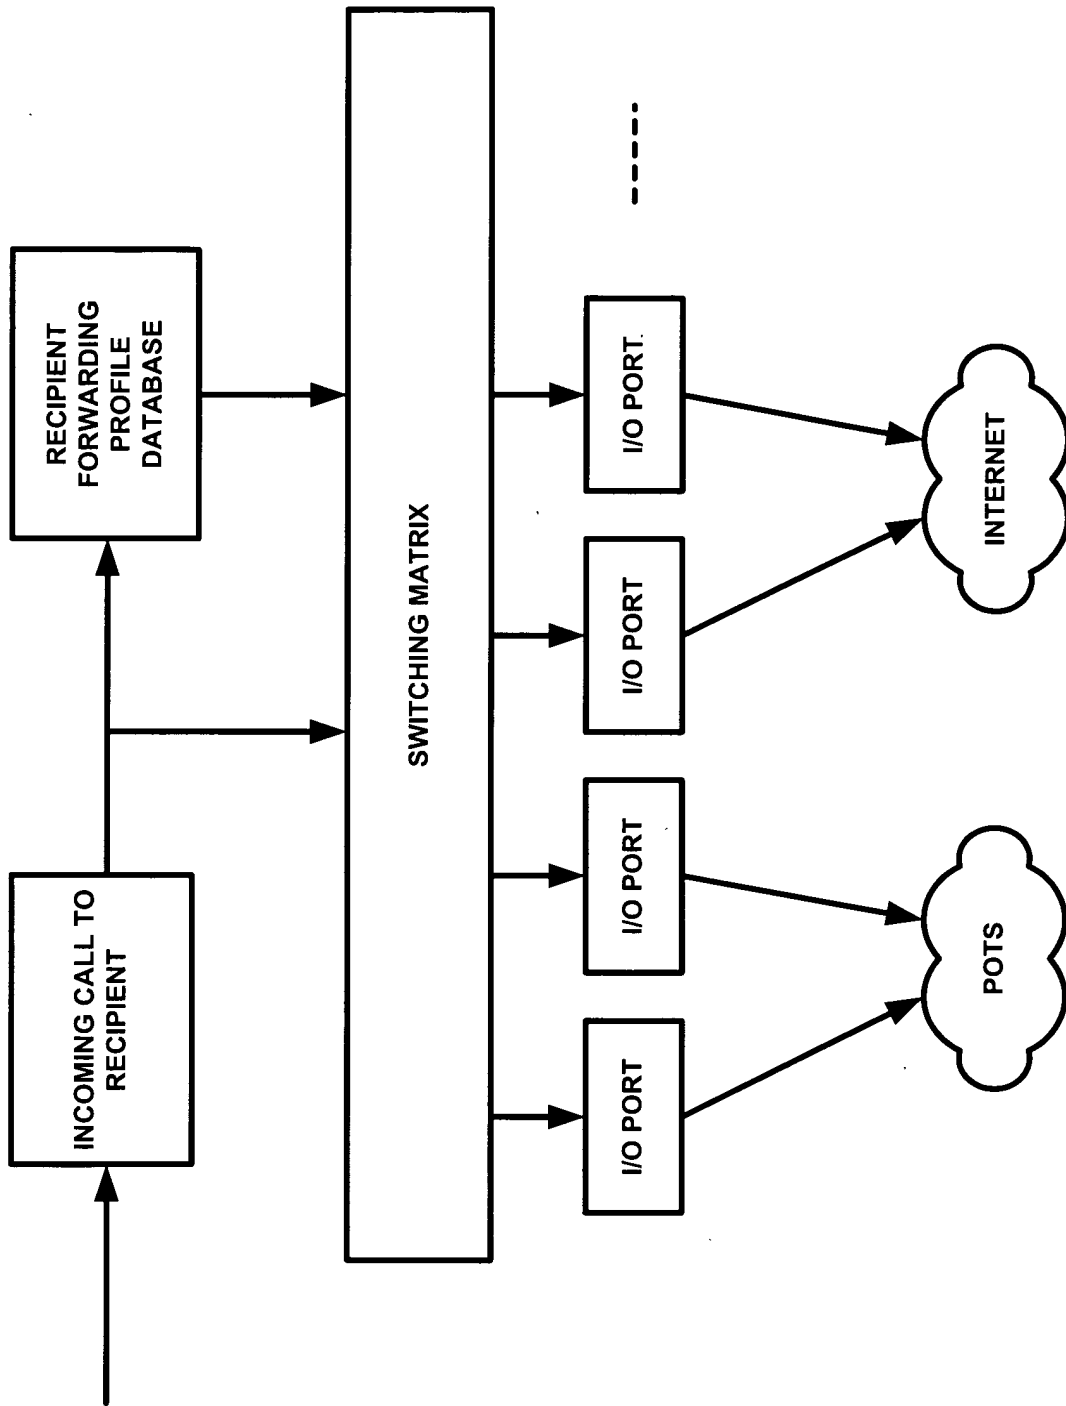 INCOMING CALL TO
RECIPIENT
RECIPIENT
FORWARDING
PROFILE
DATABASE
SWITCHING MATRIX
I/O PORT
I/O PORT
I/O PORT
I/O PORT.
POTS
INTERNET